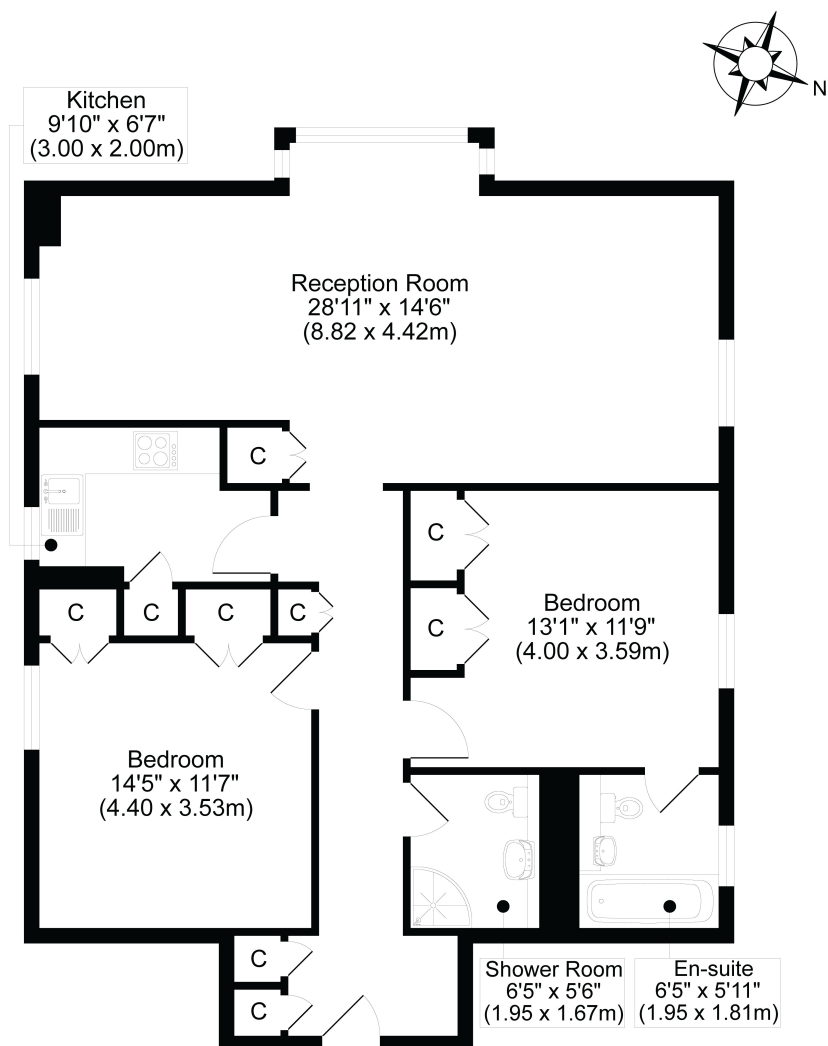 N
Kitchen
9'10" x 6'7"
(3.00 x 2.00m)
Reception Room
28'11" x 14'6"
(8.82 x 4.42m)
C
C
C
C
C
C
C
Bedroom
13'1" x 11'9"
(4.00 x 3.59m)
Bedroom
14'5" x 11'7"
(4.40 x 3.53m)
C
C
Shower Room
6'5" x 5'6"
(1.95 x 1.67m)
En-suite
6'5" x 5'11"
(1.95 x 1.81m)